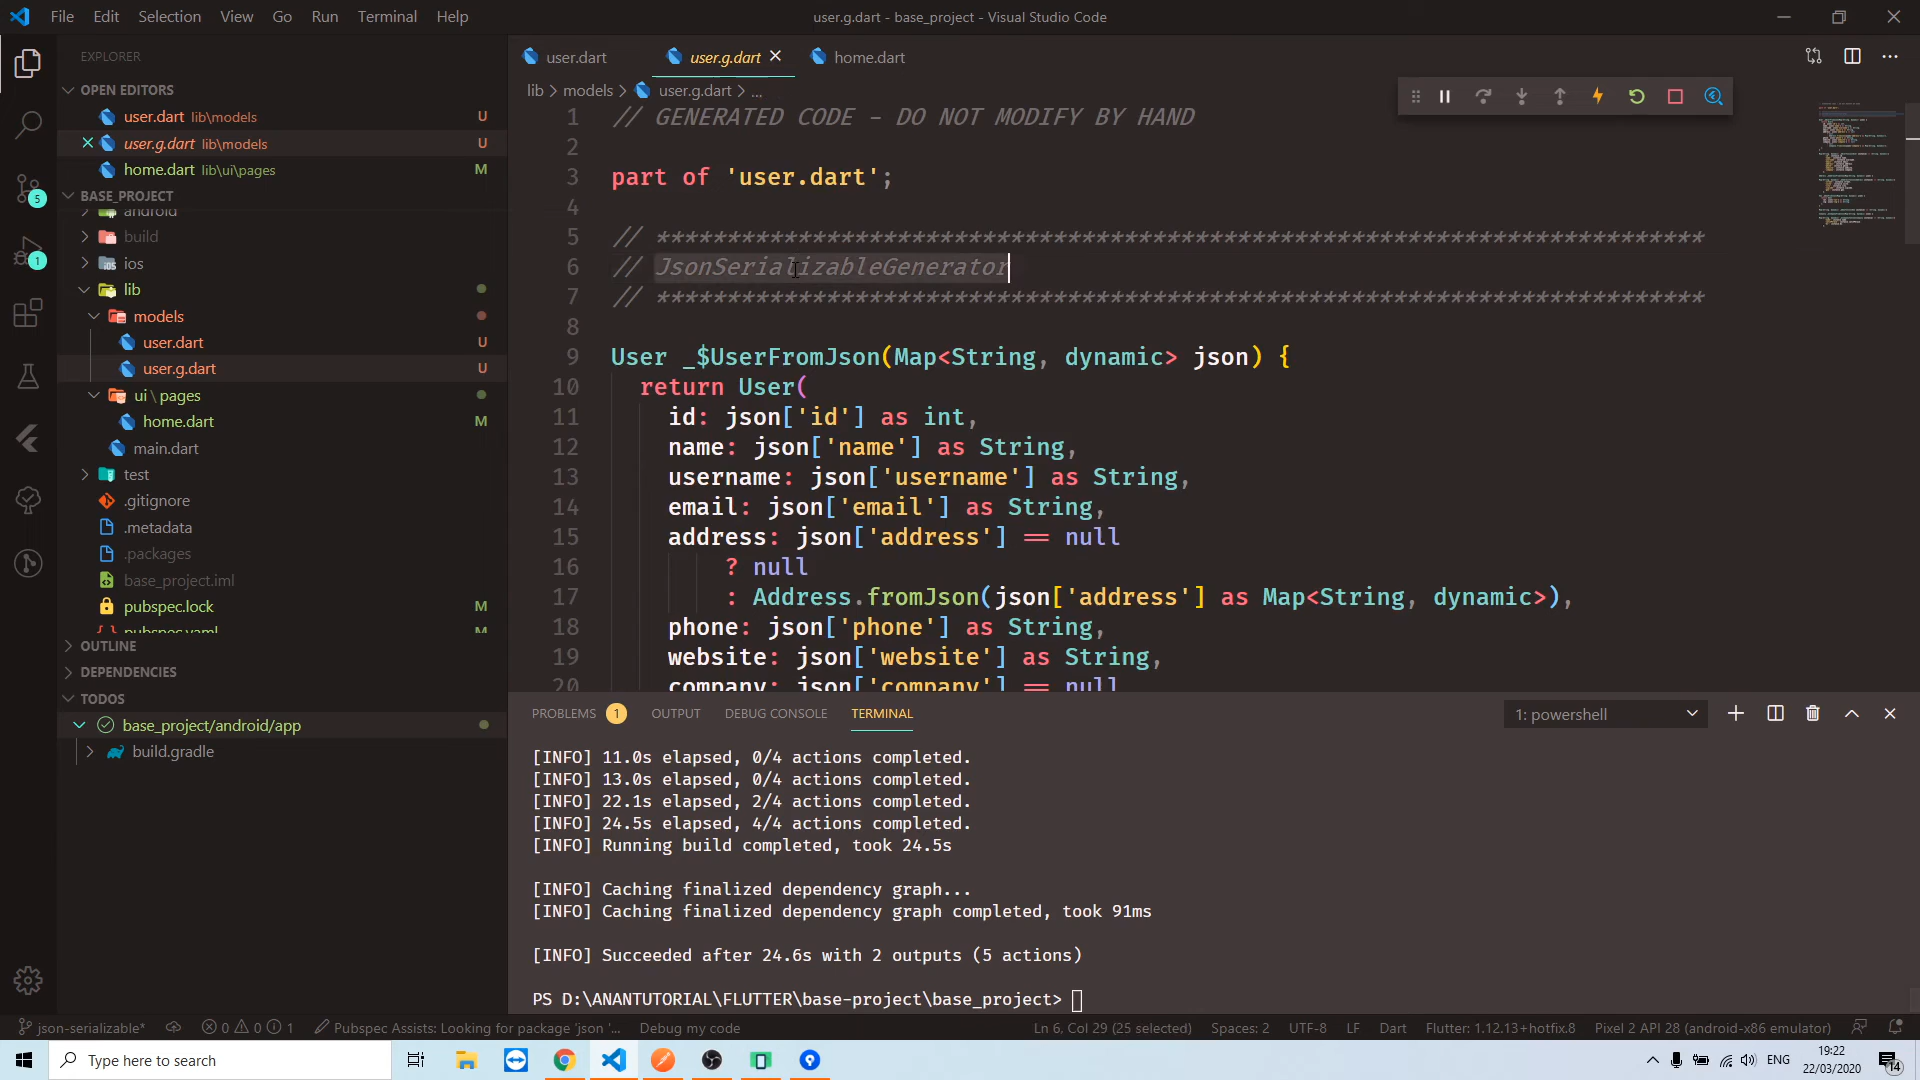 File Edit Selection View Go Run Terminal Help
user.g.dart - base_project - Visual Studio Code
EXPLORER
OPEN EDITORS
user.dart lib\models U
user.g.dart lib\models U
home.dart lib\ui\pages M
BASE_PROJECT
android
build
ios
lib
models
user.dart U
user.g.dart U
ui \ pages
home.dart M
main.dart
test
.gitignore
.metadata
.packages
base_project.iml
pubspec.lock M
pubspec.yaml M
OUTLINE
DEPENDENCIES
TODOS
base_project/android/app
build.gradle
5
1
user.dart
user.g.dart
home.dart
lib > models > user.g.dart > ...
1 // GENERATED CODE - DO NOT MODIFY BY HAND
2
3 part of 'user.dart';
4
5 // **************************************************************************
6 // JsonSerializableGenerator
7 // **************************************************************************
8
9 User _$UserFromJson(Map<String, dynamic> json) {
10 return User(
11 id: json['id'] as int,
12 name: json['name'] as String,
13 username: json['username'] as String,
14 email: json['email'] as String,
15 address: json['address'] == null
16 ? null
17 : Address.fromJson(json['address'] as Map<String, dynamic>),
18 phone: json['phone'] as String,
19 website: json['website'] as String,
20 company: json['company'] == null
PROBLEMS 1 OUTPUT DEBUG CONSOLE TERMINAL
1: powershell
[INFO] 11.0s elapsed, 0/4 actions completed.
[INFO] 13.0s elapsed, 0/4 actions completed.
[INFO] 22.1s elapsed, 2/4 actions completed.
[INFO] 24.5s elapsed, 4/4 actions completed.
[INFO] Running build completed, took 24.5s
[INFO] Caching finalized dependency graph...
[INFO] Caching finalized dependency graph completed, took 91ms
[INFO] Succeeded after 24.6s with 2 outputs (5 actions)
PS D:\ANANTUTORIAL\FLUTTER\base-project\base_project>
json-serializable* 0 0 1 Pubspec Assists: Looking for package 'json '... Debug my code
Ln 6, Col 29 (25 selected) Spaces: 2 UTF-8 LF Dart Flutter: 1.12.13+hotfix.8 Pixel 2 API 28 (android-x86 emulator)
Type here to search
ENG
19:22
22/03/2020
14